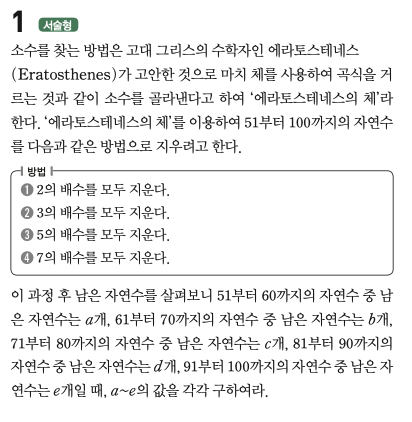 1 서술형
소수를 찾는 방법은 고대 그리스의 수학자인 에라토스테네스
(Eratosthenes)가 고안한 것으로 마치 체를 사용하여 곡식을 거
르는 것과 같이 소수를 골라낸다고 하여 ‘에라토스테네스의 체’라
한다. ‘에라토스테네스의 체’를 이용하여 51부터 100까지의 자연수
를 다음과 같은 방법으로 지우려고 한다.
방법
❶ 2의 배수를 모두 지운다.
❷ 3의 배수를 모두 지운다.
❸ 5의 배수를 모두 지운다.
❹ 7의 배수를 모두 지운다.
이 과정 후 남은 자연수를 살펴보니 51부터 60까지의 자연수 중 남
은 자연수는 a개, 61부터 70까지의 자연수 중 남은 자연수는 b개,
71부터 80까지의 자연수 중 남은 자연수는 c개, 81부터 90까지의
자연수 중 남은 자연수는 d개, 91부터 100까지의 자연수 중 남은 자
연수는 e개일 때, a~e의 값을 각각 구하여라.